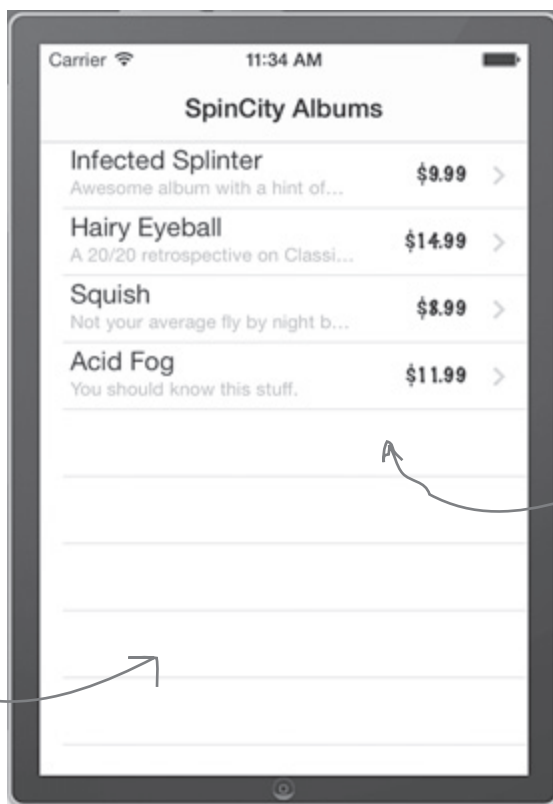 Carrier 11:34 AM
SpinCity Albums
Infected Splinter
Awesome album with a hint of...
$9.99
Hairy Eyeball
A 20/20 retrospective on Classi...
$14.99
Squish
Not your average fly by night b...
$8.99
Acid Fog
You should know this stuff.
$11.99